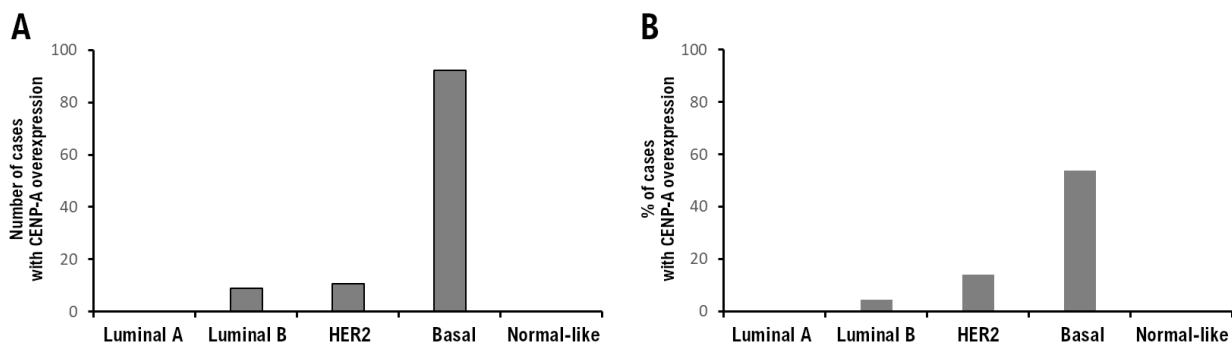 A
Number of cases
with CENP-A overexpression
100
80
60
40
20
0
Luminal A
Luminal B
HER2
Basal
Normal-like
B
% of cases
with CENP-A overexpression
100
80
60
40
20
0
Luminal A
Luminal B
HER2
Basal
Normal-like